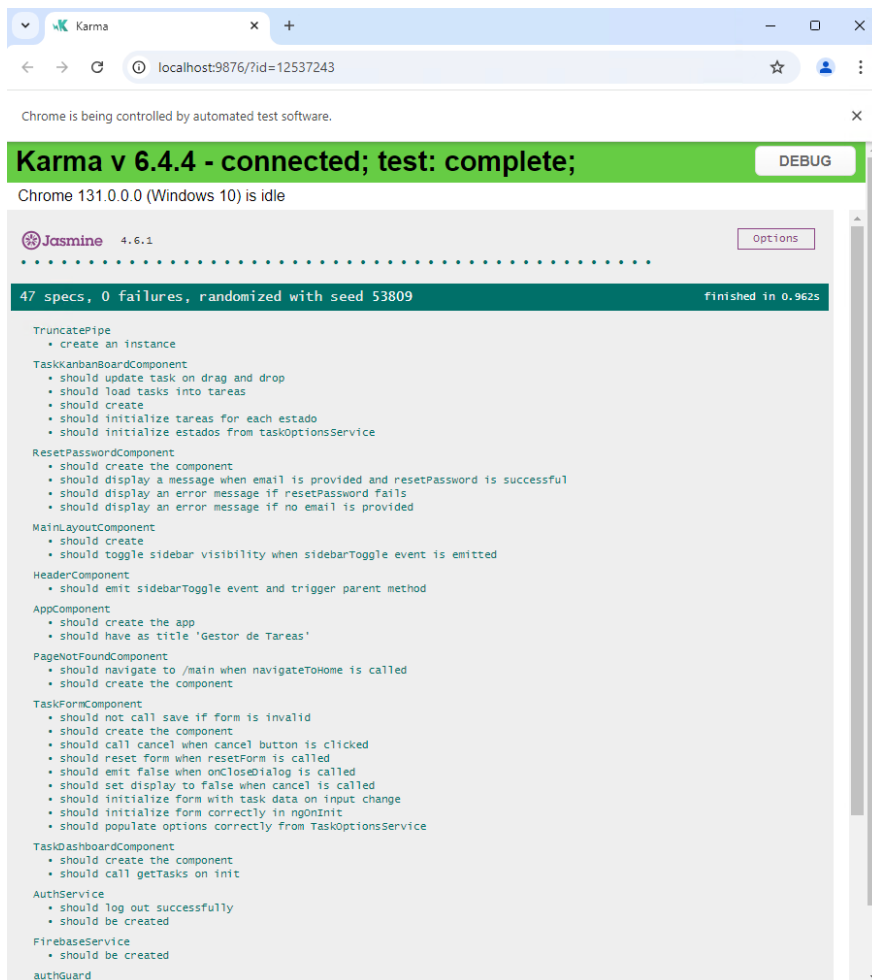 Karma
localhost:9876/?id=12537243
Chrome is being controlled by automated test software.
Karma v 6.4.4 - connected; test: complete;
DEBUG
Chrome 131.0.0.0 (Windows 10) is idle
Jasmine 4.6.1
Options
47 specs, 0 failures, randomized with seed 53809
finished in 0.962s
TruncatePipe
• create an instance
TaskKanbanBoardComponent
• should update task on drag and drop
• should load tasks into tareas
• should create
• should initialize tareas for each estado
• should initialize estados from taskOptionsService
ResetPasswordComponent
• should create the component
• should display a message when email is provided and resetPassword is successful
• should display an error message if resetPassword fails
• should display an error message if no email is provided
MainLayoutComponent
• should create
• should toggle sidebar visibility when sidebarToggle event is emitted
HeaderComponent
• should emit sidebarToggle event and trigger parent method
AppComponent
• should create the app
• should have as title 'Gestor de Tareas'
PageNotFoundComponent
• should navigate to /main when navigateToHome is called
• should create the component
TaskFormComponent
• should not call save if form is invalid
• should create the component
• should call cancel when cancel button is clicked
• should reset form when resetForm is called
• should emit false when onCloseDialog is called
• should set display to false when cancel is called
• should initialize form with task data on input change
• should initialize form correctly in ngOnInit
• should populate options correctly from TaskOptionsService
TaskDashboardComponent
• should create the component
• should call getTasks on init
AuthService
• should log out successfully
• should be created
FirebaseService
• should be created
authGuard